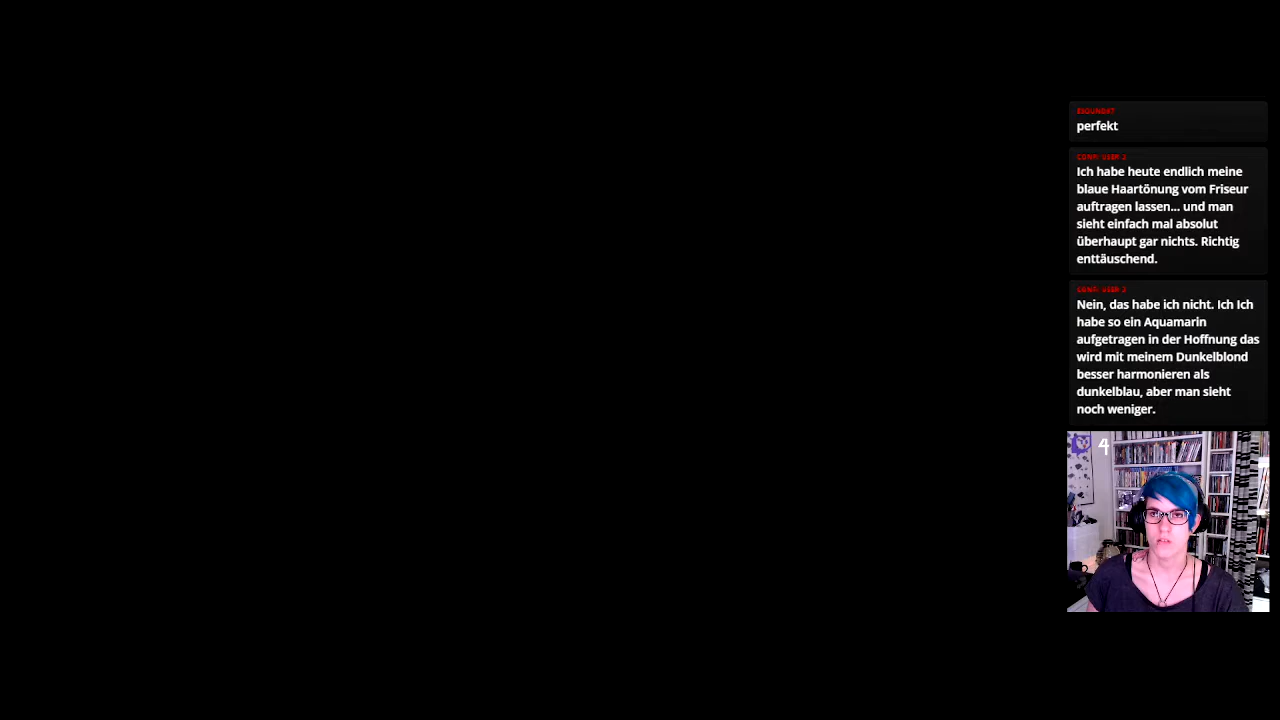 perfekt
Ich habe heute endlich meine
blaue Haartönung vom Friseur
auftragen lassen... und man
sieht einfach mal absolut
überhaupt gar nichts. Richtig
enttäuschend.
Nein, das habe ich nicht. Ich Ich
habe so ein Aquamarin
aufgetragen in der Hoffnung das
wird mit meinem Dunkelblond
besser harmonieren als
dunkelblau, aber man sieht
noch weniger.
4